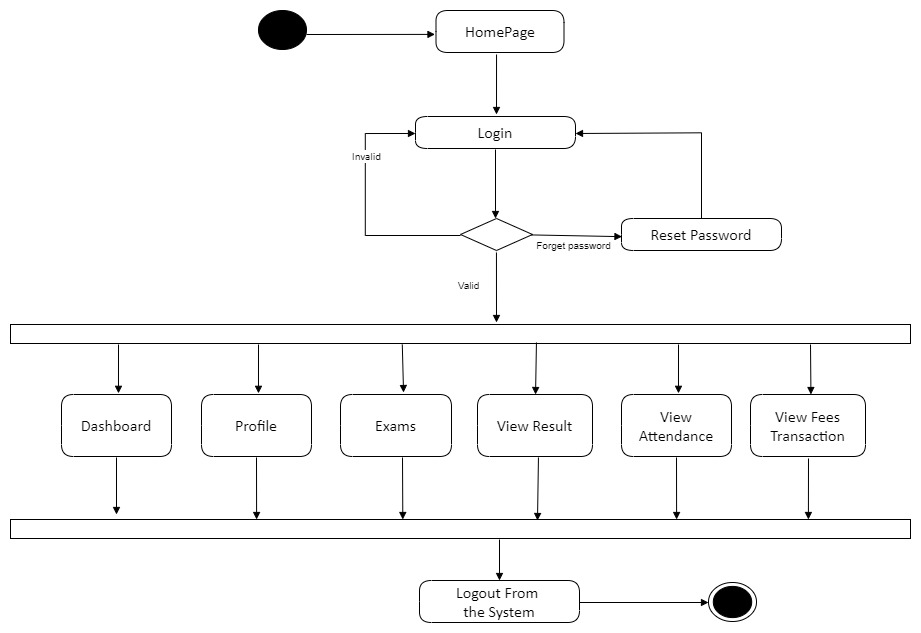 HomePage
Login
Invalid
Reset Password
Forget password
Valid
Dashboard
Profile
Exams
View Result
View
Attendance
View Fees
Transaction
Logout From
the System